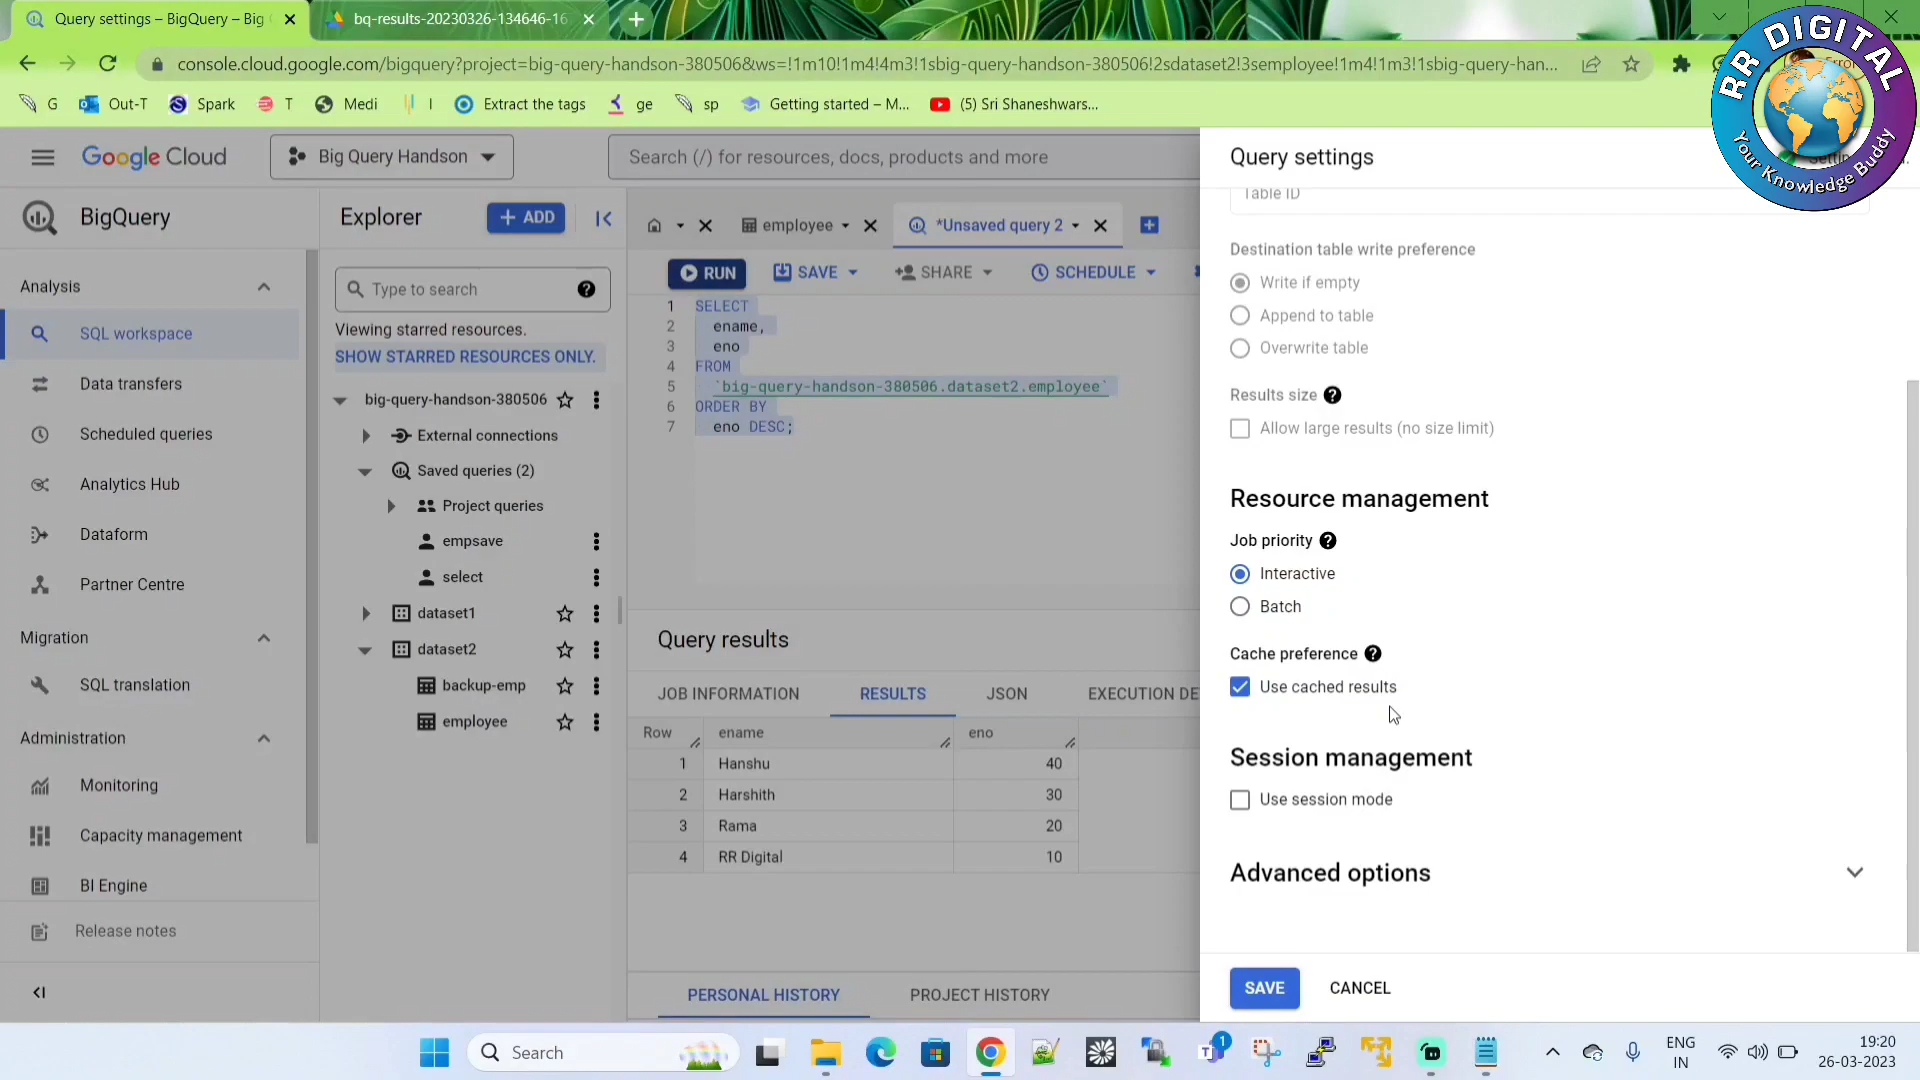 Query settings – BigQuery – Big
bq-results-20230326-134646-16
console.cloud.google.com/bigquery?project=big-query-handson-380506&ws=!1m10!1m4!4m3!1sbig-query-handson-380506!2sdataset2!3semployee!1m4!1m3!1sbig-query-han...
G
Out-T
Spark
T
Medi
I
Extract the tags
ge
sp
Getting started – M...
(5) Sri Shaneshwars...
RR DIGITAL
Your Knowledge Buddy
Google Cloud
Big Query Handson
Search (/) for resources, docs, products and more
BigQuery
Analysis
SQL workspace
Data transfers
Scheduled queries
Analytics Hub
Dataform
Partner Centre
Migration
SQL translation
Administration
Monitoring
Capacity management
BI Engine
Release notes
Explorer
+ ADD
Type to search
Viewing starred resources.
SHOW STARRED RESOURCES ONLY.
big-query-handson-380506
External connections
Saved queries (2)
Project queries
empsave
select
dataset1
dataset2
backup-emp
employee
employee
*Unsaved query 2
RUN
SAVE
SHARE
SCHEDULE
1 SELECT
2 ename,
3 eno
4 FROM
5 `big-query-handson-380506.dataset2.employee`
6 ORDER BY
7 eno DESC;
Query results
JOB INFORMATION
RESULTS
JSON
EXECUTION DE
Row ename eno
1 Hanshu 40
2 Harshith 30
3 Rama 20
4 RR Digital 10
PERSONAL HISTORY
PROJECT HISTORY
Query settings
Table ID
Destination table write preference
Write if empty
Append to table
Overwrite table
Results size
Allow large results (no size limit)
Resource management
Job priority
Interactive
Batch
Cache preference
Use cached results
Session management
Use session mode
Advanced options
SAVE
CANCEL
Search
1
ENG
IN
19:20
26-03-2023